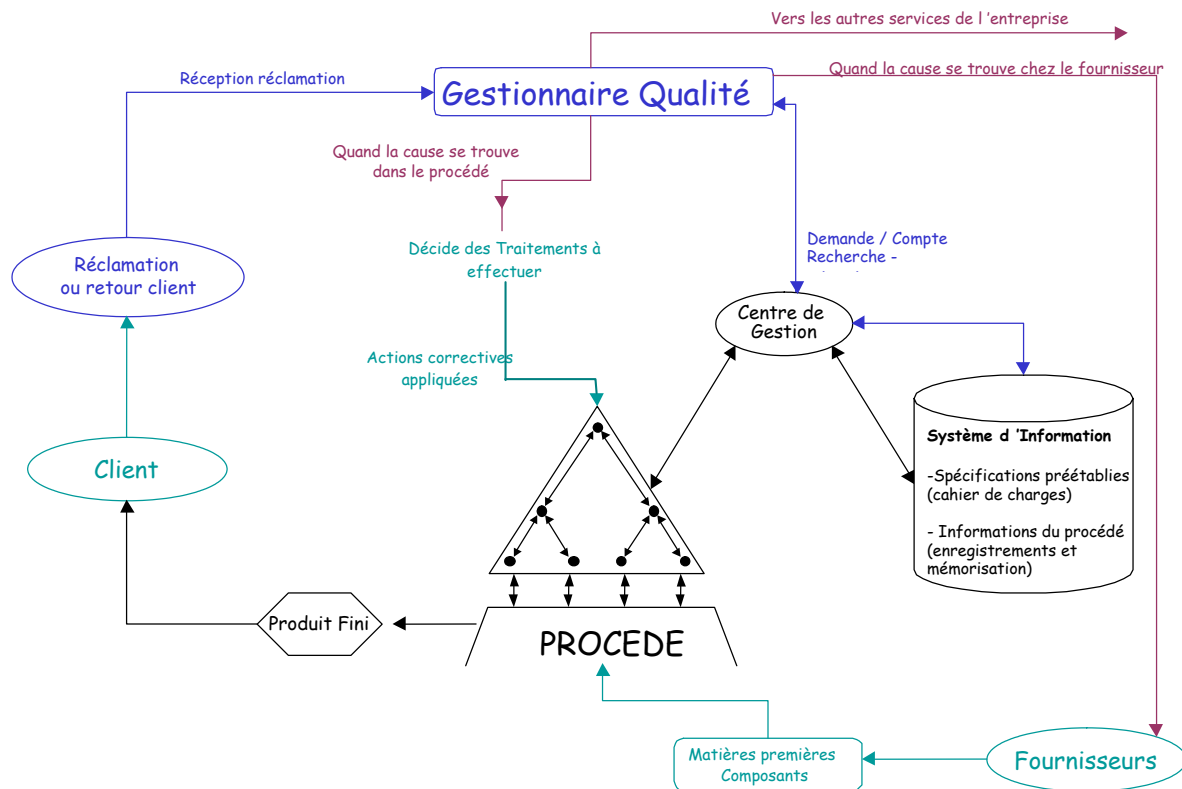 Vers les autres services de l ’entreprise
Quand la cause se trouve chez le fournisseur
Réception réclamation
Gestionnaire Qualité
Quand la cause se trouve
dans le procédé
Décide des Traitements à
effectuer
Demande / Compte
Recherche -
Réclamation
ou retour client
Centre de
Gestion
Actions correctives
appliquées
Système d ’Information
-Spécifications préétablies
(cahier de charges)
- Informations du procédé
(enregistrements et
mémorisation)
Client
Produit Fini
PROCEDE
Matières premières
Composants
Fournisseurs